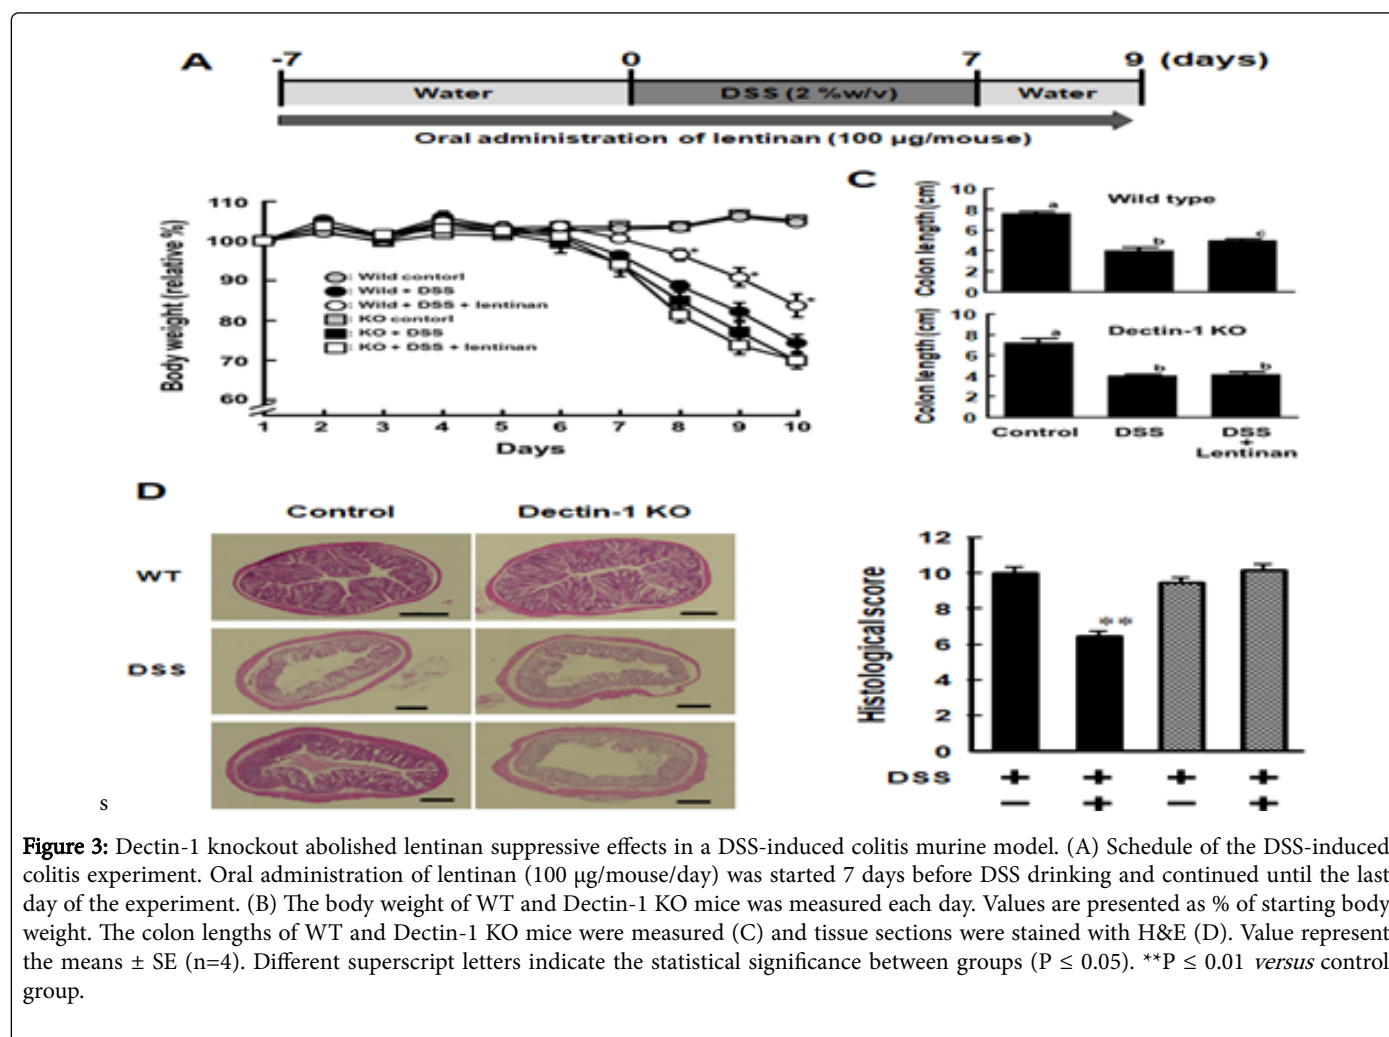 A
-7 0 7 9 (days)
Water DSS (2 %w/v) Water
Oral administration of lentinan (100 µg/mouse)
Body weight (relative %)
110
100
90
80
70
60
: Wild contorl
: Wild + DSS
: Wild + DSS + lentinan
: KO contorl
: KO + DSS
: KO + DSS + lentinan
* * *
1 2 3 4 5 6 7 8 9 10
Days
C
Colon length (cm)
10
8
6
4
2
0
Wild type
a b c
Colon length (cm)
10
8
6
4
2
0
Dectin-1 KO
a b b
Control DSS DSS
+
Lentinan
D
Control Dectin-1 KO
WT
DSS
s
Histological score
12
10
8
6
4
2
0
**
DSS + + + +
− + − +
Figure 3: Dectin-1 knockout abolished lentinan suppressive effects in a DSS-induced colitis murine model. (A) Schedule of the DSS-induced
colitis experiment. Oral administration of lentinan (100 µg/mouse/day) was started 7 days before DSS drinking and continued until the last
day of the experiment. (B) The body weight of WT and Dectin-1 KO mice was measured each day. Values are presented as % of starting body
weight. The colon lengths of WT and Dectin-1 KO mice were measured (C) and tissue sections were stained with H&E (D). Value represent
the means ± SE (n=4). Different superscript letters indicate the statistical significance between groups (P ≤ 0.05). **P ≤ 0.01 versus control
group.